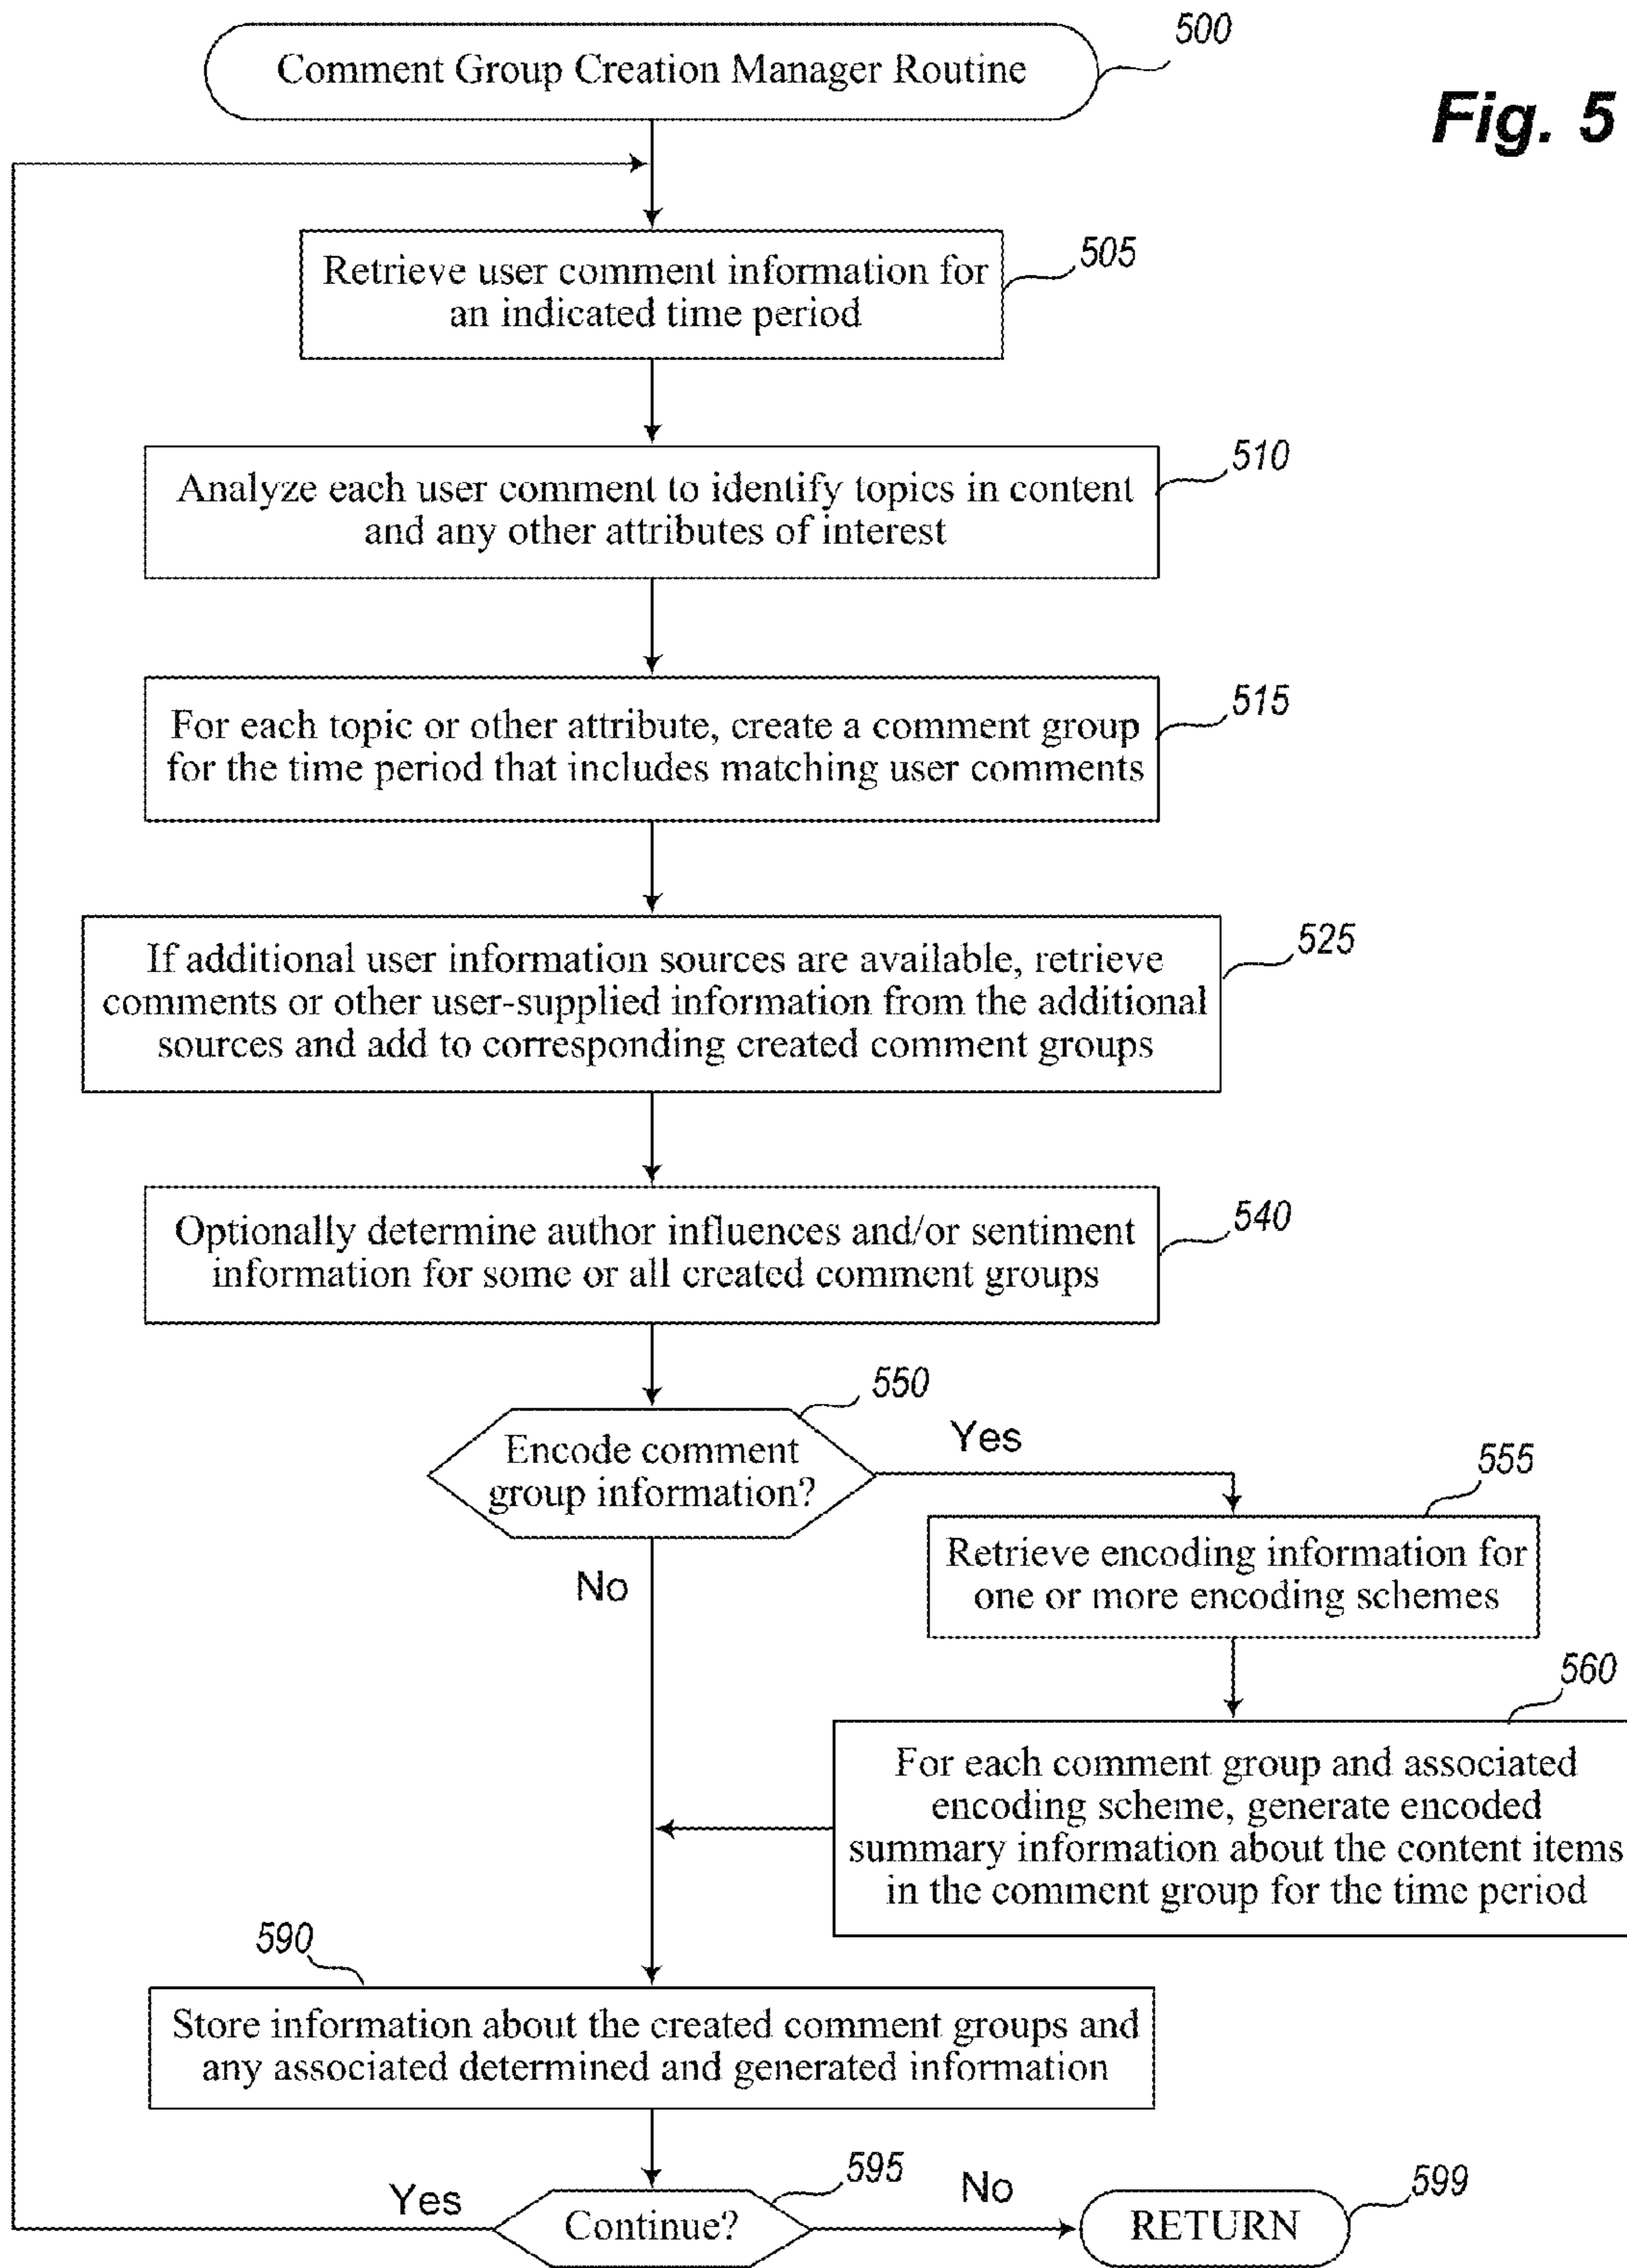 500
Comment Group Creation Manager Routine
Fig. 5
505
Retrieve user comment information for
an indicated time period
510
Analyze each user comment to identify topics in content
and any other attributes of interest
515
For each topic or other attribute, create a comment group
for the time period that includes matching user comments
525
If additional user information sources are available, retrieve
comments or other user-supplied information from the additional
sources and add to corresponding created comment groups
540
Optionally determine author influences and/or sentiment
information for some or all created comment groups
550
Encode comment
group information?
Yes
No
555
Retrieve encoding information for
one or more encoding schemes
560
For each comment group and associated
encoding scheme, generate encoded
summary information about the content items
in the comment group for the time period
590
Store information about the created comment groups and
any associated determined and generated information
595
Yes
Continue?
No
599
RETURN